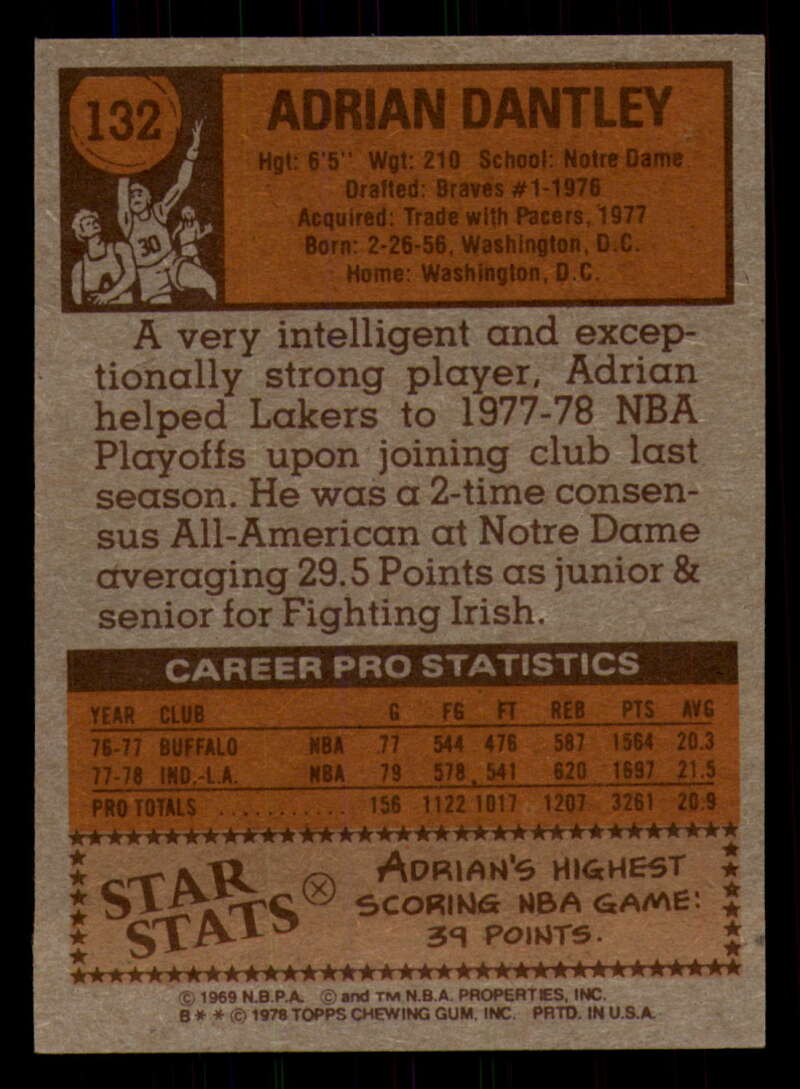 132
ADRIAN DANTLEY
Hgt: 6'5" Wgt: 210 School: Notre Dame
Drafted: Braves #1-1976
Acquired: Trade with Pacers, 1977
Born: 2-26-56, Washington, D.C.
Home: Washington, D.C.
30
A very intelligent and excep-
tionally strong player, Adrian
helped Lakers to 1977-78 NBA
Playoffs upon joining club last
season. He was a 2-time consen-
sus All-American at Notre Dame
averaging 29.5 Points as junior &
senior for Fighting Irish.
CAREER PRO STATISTICS
YEAR CLUB G FG FT REB PTS AVG
76-77 BUFFALO NBA 77 544 476 587 1564 20.3
77-78 IND.-L.A. NBA 79 578 541 620 1697 21.5
PRO TOTALS ............ 156 1122 1017 1207 3261 20.9
STAR STATS
ADRIAN'S HIGHEST
SCORING NBA GAME:
39 POINTS.
© 1969 N.B.P.A. © and TM N.B.A. PROPERTIES, INC.
B * * © 1978 TOPPS CHEWING GUM, INC. PRTD. IN U.S.A.